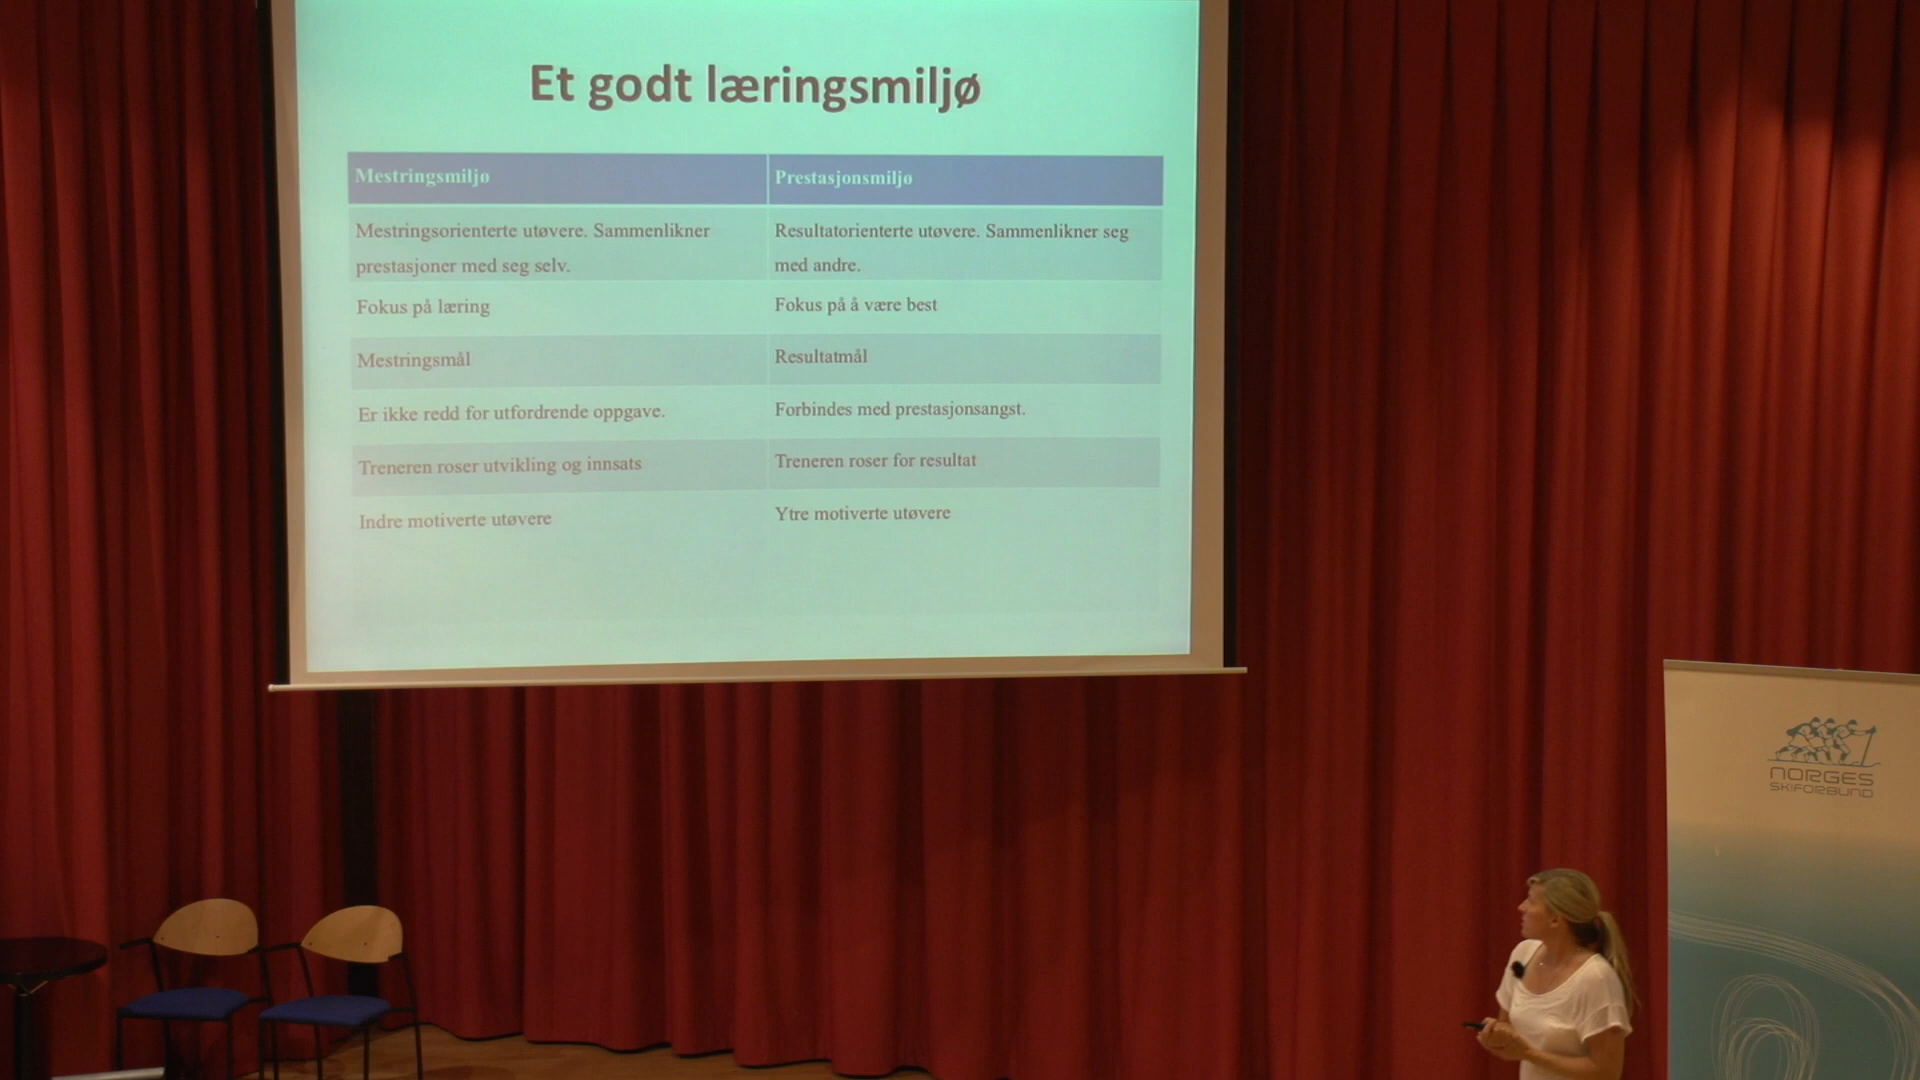 Et godt læringsmiljø
Mestringsmiljø
Prestasjonsmiljø
Mestringsorienterte utøvere. Sammenlikner
prestasjoner med seg selv.
Resultatorienterte utøvere. Sammenlikner seg
med andre.
Fokus på læring
Fokus på å være best
Mestringsmål
Resultatmål
Er ikke redd for utfordrende oppgave.
Forbindes med prestasjonsangst.
Treneren roser utvikling og innsats
Treneren roser for resultat
Indre motiverte utøvere
Ytre motiverte utøvere
NORGES
SKIFORBUND